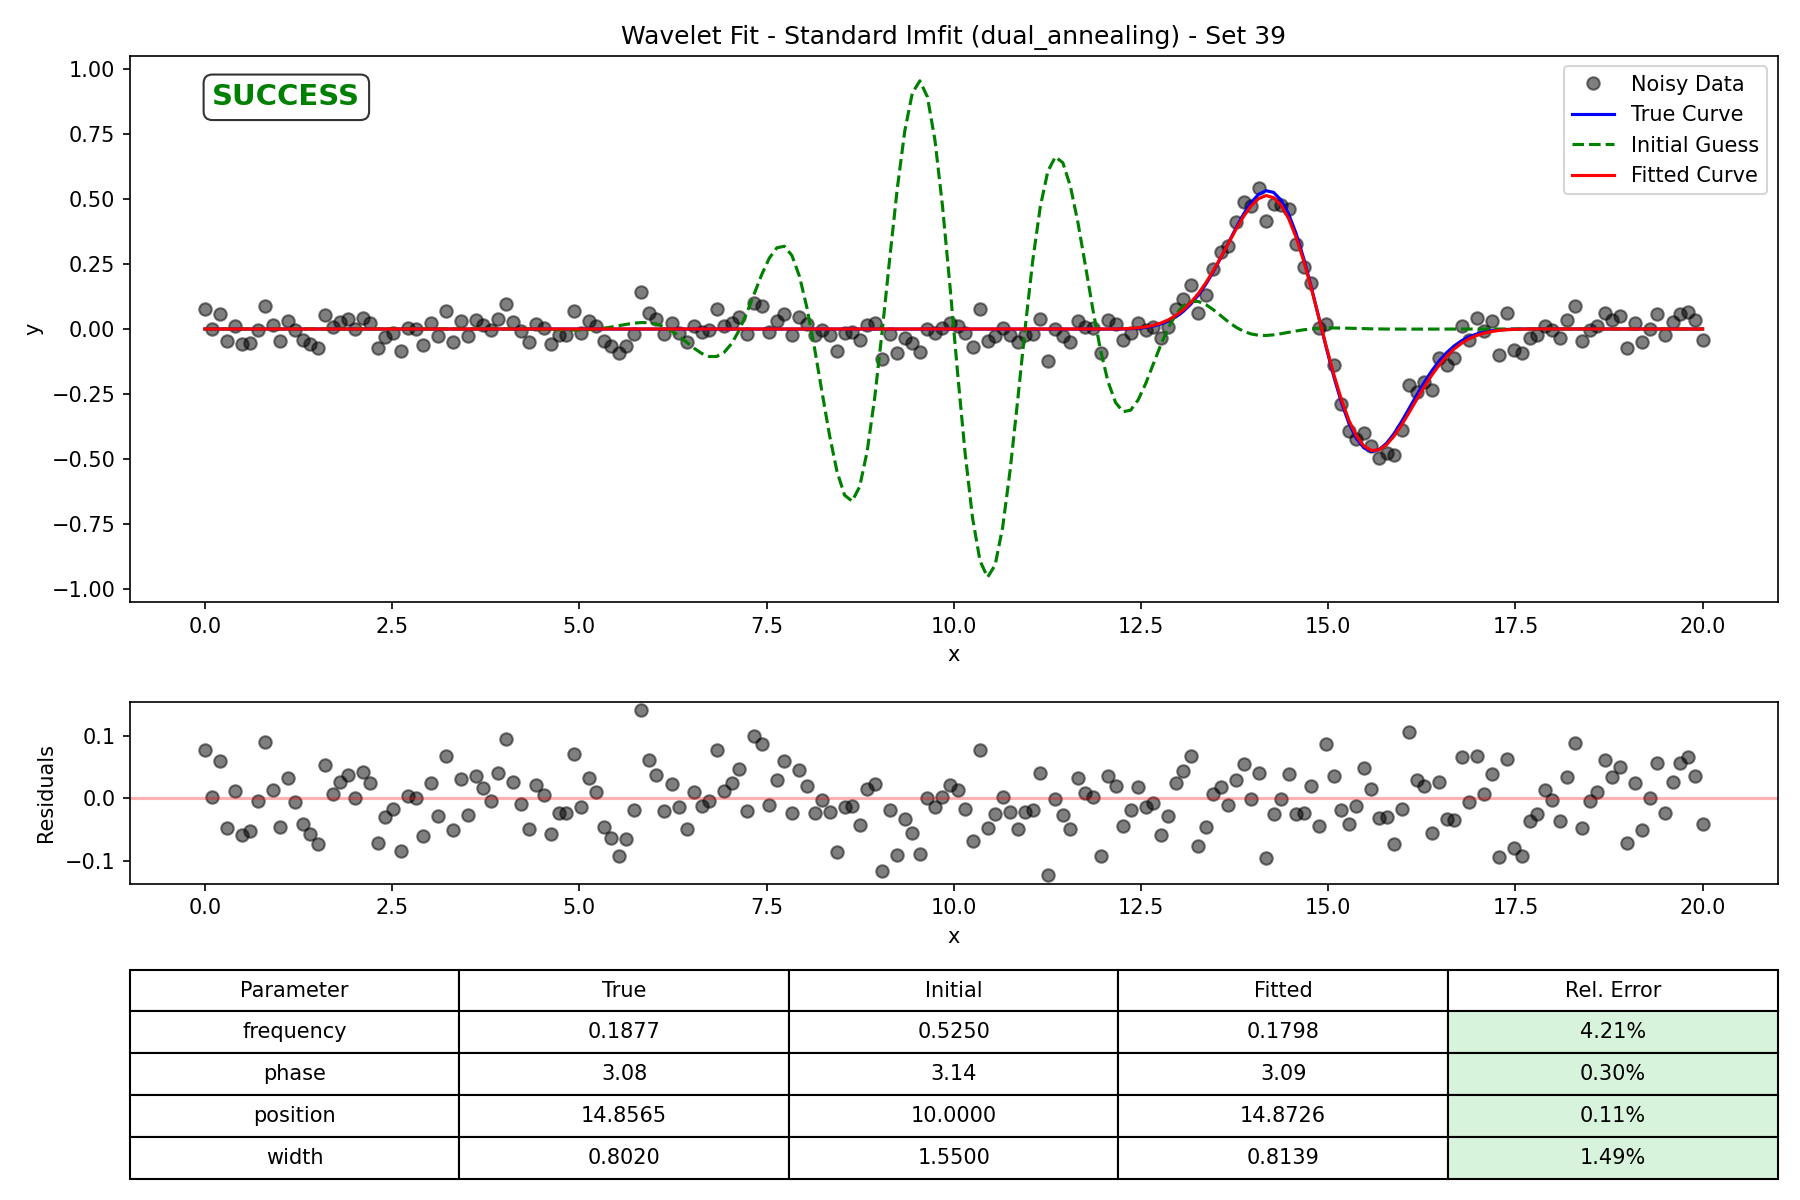 Wavelet Fit - Standard lmfit (dual_annealing) - Set 39
SUCCESS
Noisy Data
True Curve
Initial Guess
Fitted Curve
y
1.00
0.75
0.50
0.25
0.00
−0.25
−0.50
−0.75
−1.00
0.0 2.5 5.0 7.5 10.0 12.5 15.0 17.5 20.0
x
Residuals
0.1
0.0
−0.1
0.0 2.5 5.0 7.5 10.0 12.5 15.0 17.5 20.0
x
Parameter True Initial Fitted Rel. Error
frequency 0.1877 0.5250 0.1798 4.21%
phase 3.08 3.14 3.09 0.30%
position 14.8565 10.0000 14.8726 0.11%
width 0.8020 1.5500 0.8139 1.49%